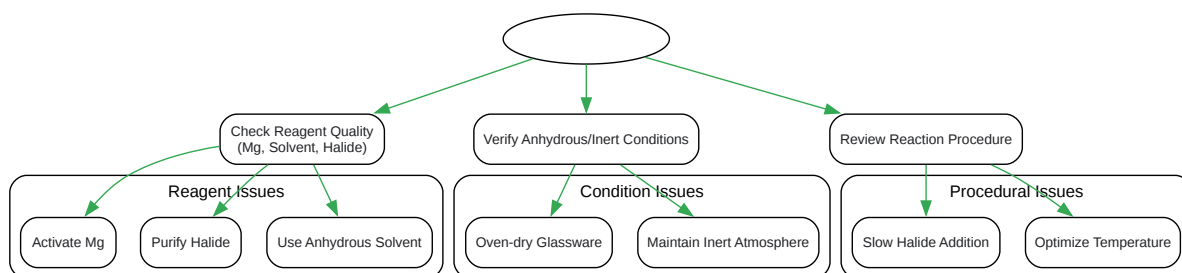 Check Reagent Quality
(Mg, Solvent, Halide)
Verify Anhydrous/Inert Conditions
Review Reaction Procedure
Reagent Issues
Condition Issues
Procedural Issues
Activate Mg
Purify Halide
Use Anhydrous Solvent
Oven-dry Glassware
Maintain Inert Atmosphere
Slow Halide Addition
Optimize Temperature